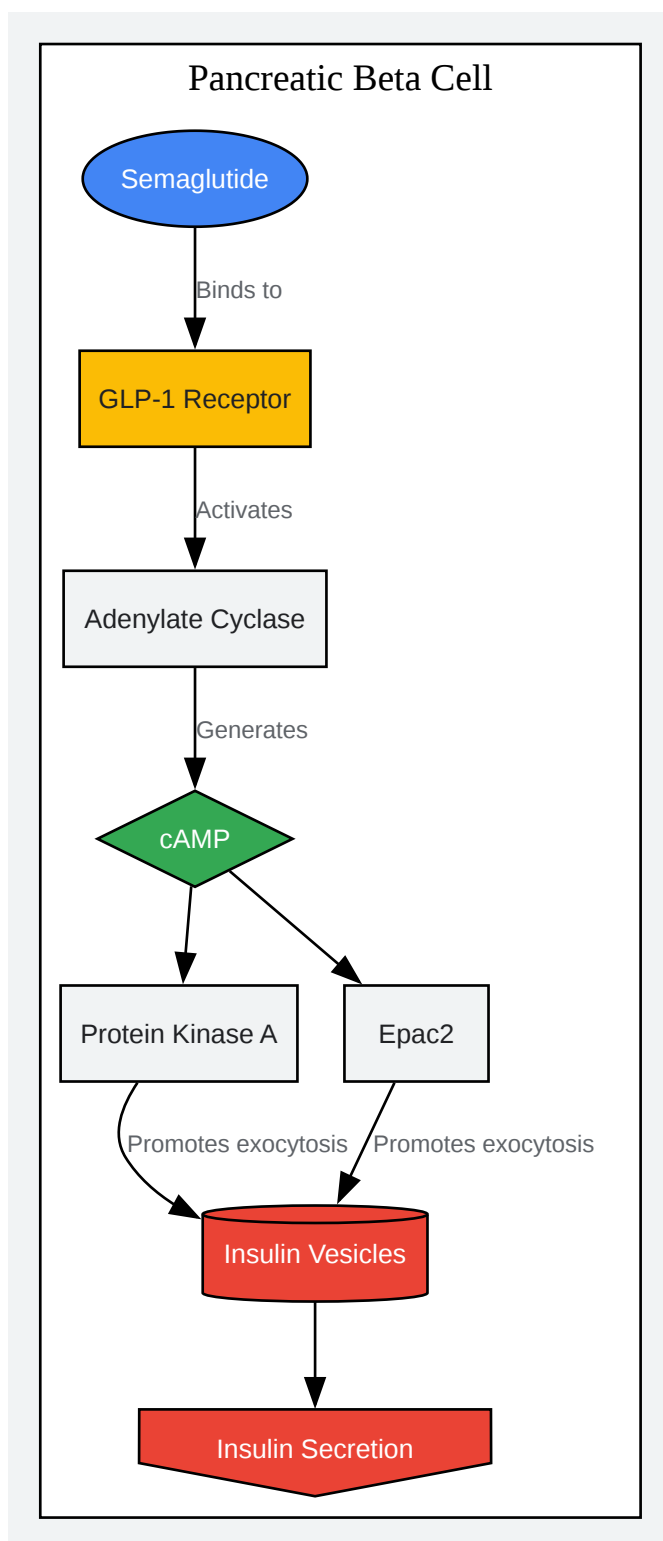 Pancreatic Beta Cell
Semaglutide
Binds to
GLP-1 Receptor
Activates
Adenylate Cyclase
Generates
cAMP
Protein Kinase A
Epac2
Promotes exocytosis
Promotes exocytosis
Insulin Vesicles
Insulin Secretion